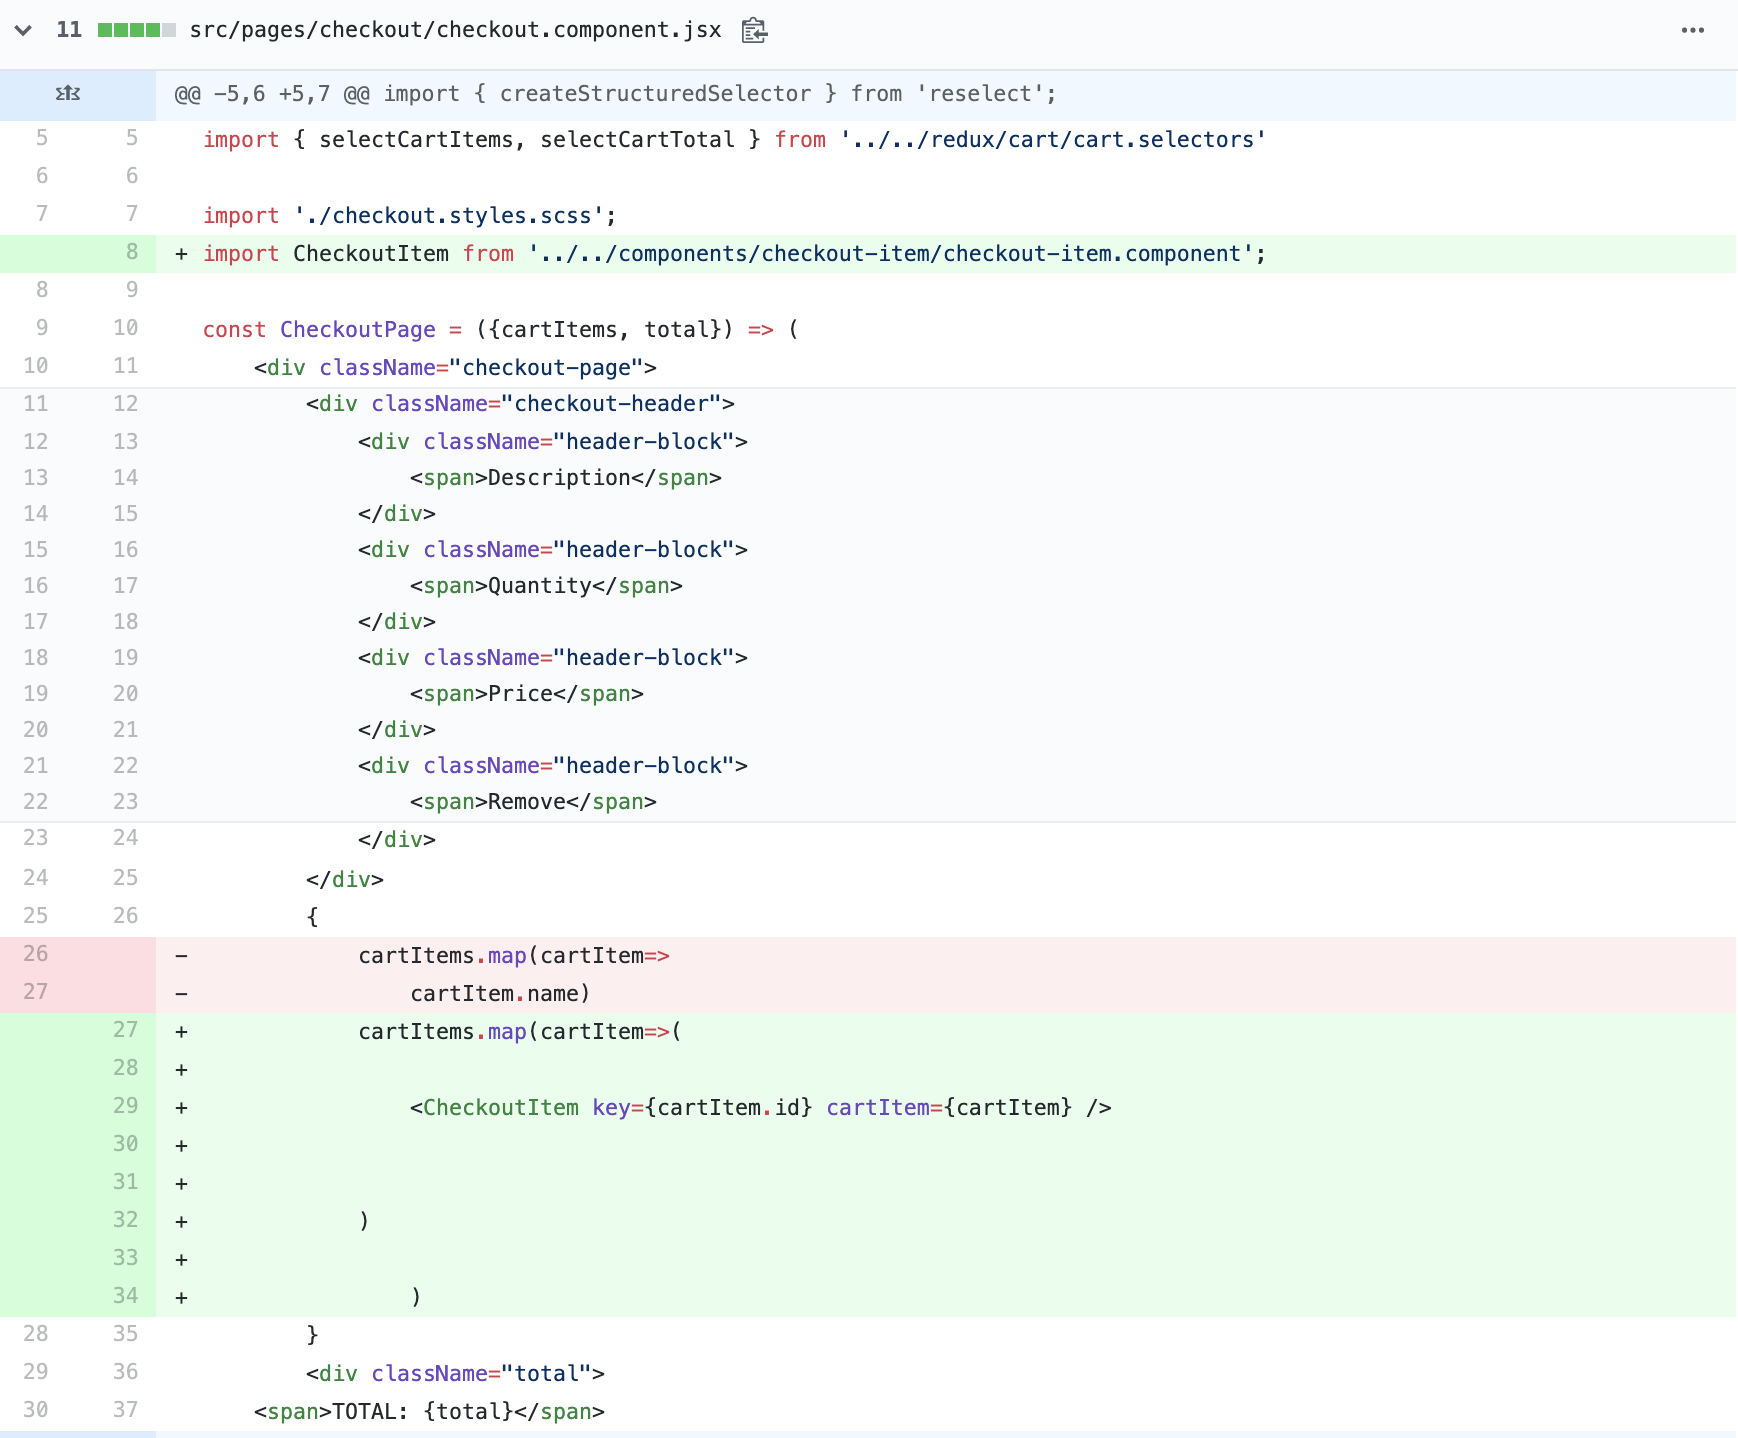 11 src/pages/checkout/checkout.component.jsx
@@ -5,6 +5,7 @@ import { createStructuredSelector } from 'reselect';
5 5 import { selectCartItems, selectCartTotal } from '../../redux/cart/cart.selectors'
6 6
7 7 import './checkout.styles.scss';
8 + import CheckoutItem from '../../components/checkout-item/checkout-item.component';
8 9
9 10 const CheckoutPage = ({cartItems, total}) => (
10 11 <div className="checkout-page">
11 12 <div className="checkout-header">
12 13 <div className="header-block">
13 14 <span>Description</span>
14 15 </div>
15 16 <div className="header-block">
16 17 <span>Quantity</span>
17 18 </div>
18 19 <div className="header-block">
19 20 <span>Price</span>
20 21 </div>
21 22 <div className="header-block">
22 23 <span>Remove</span>
23 24 </div>
24 25 </div>
25 26 {
26 - cartItems.map(cartItem=>
27 - cartItem.name)
27 + cartItems.map(cartItem=>(
28 +
29 + <CheckoutItem key={cartItem.id} cartItem={cartItem} />
30 +
31 +
32 + )
33 +
34 + )
28 35 }
29 36 <div className="total">
30 37 <span>TOTAL: {total}</span>